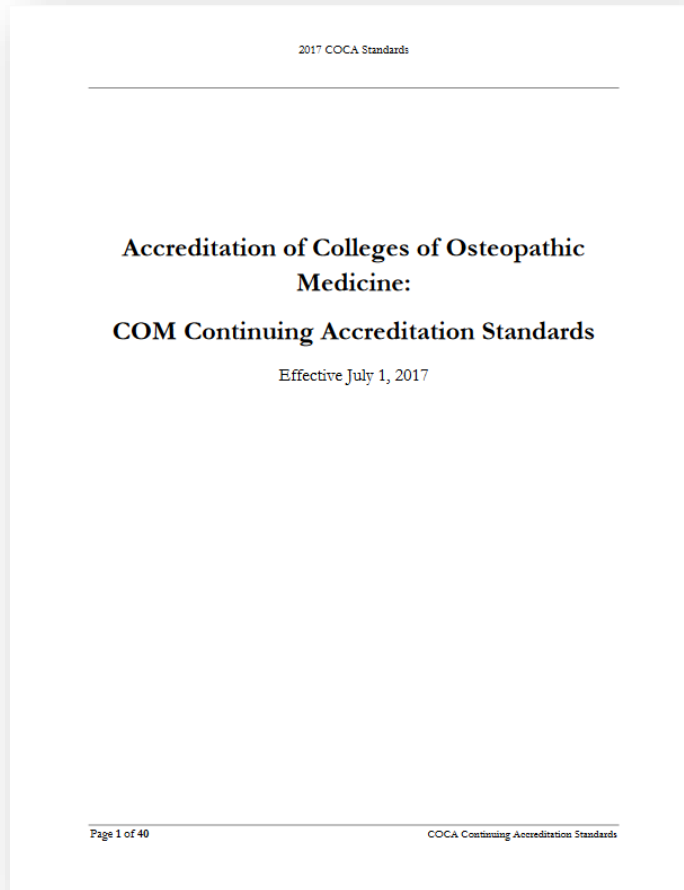 2017 COCA Standards
Accreditation of Colleges of Osteopathic
Medicine:
COM Continuing Accreditation Standards
Effective July 1, 2017
Page 1 of 40
COCA Continuing Accreditation Standards